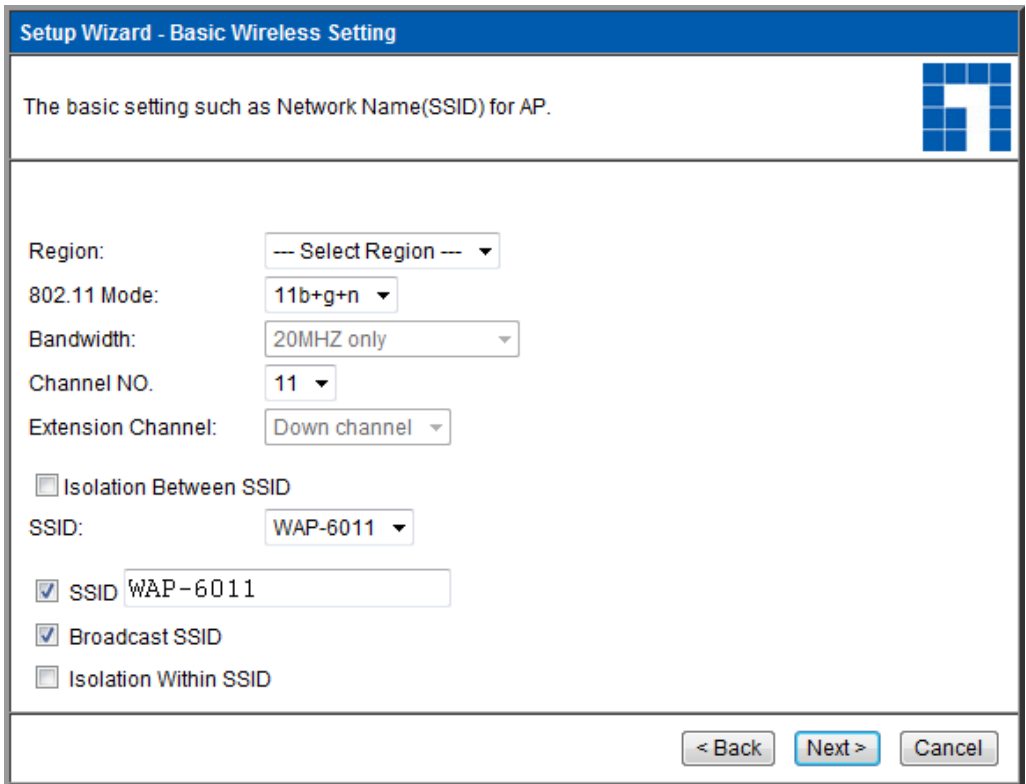 Setup Wizard - Basic Wireless Setting
The basic setting such as Network Name(SSID) for AP.
Region: --- Select Region ---
802.11 Mode: 11b+g+n
Bandwidth: 20MHZ only
Channel NO. 11
Extension Channel: Down channel
Isolation Between SSID
SSID: WAP-6011
SSID WAP-6011
Broadcast SSID
Isolation Within SSID
< Back Next > Cancel